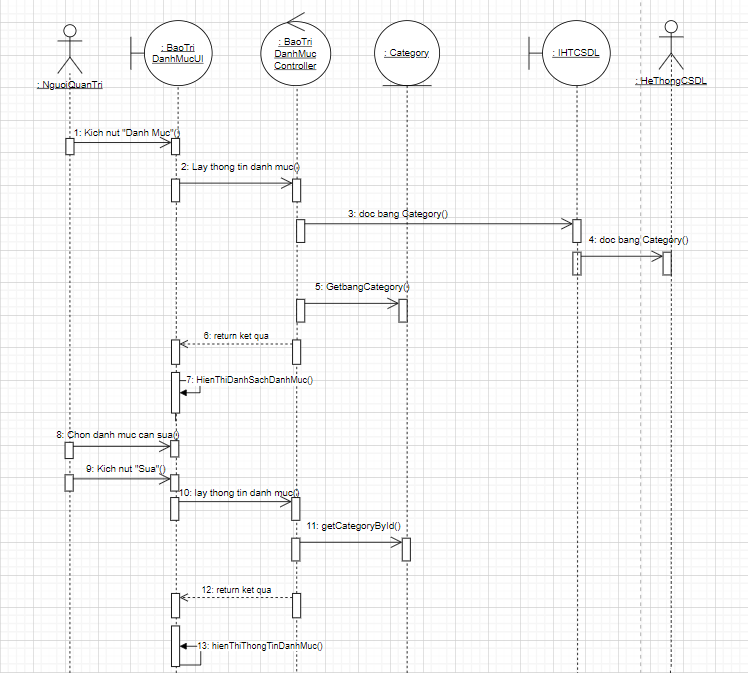 : NguoiQuanTri
: BaoTri
DanhMucUI
: BaoTri
DanhMuc
Controller
: Category
: IHTCSDL
: HeThongCSDL
1: Kich nut "Danh Muc"()
2: Lay thong tin danh muc()
3: doc bang Category()
4: doc bang Category()
5: GetbangCategory()
6: return ket qua
7: HienThiDanhSachDanhMuc()
8: Chon danh muc can sua()
9: Kich nut "Sua"()
10: lay thong tin danh muc()
11: getCategoryById()
12: return ket qua
13: hienThiThongTinDanhMuc()